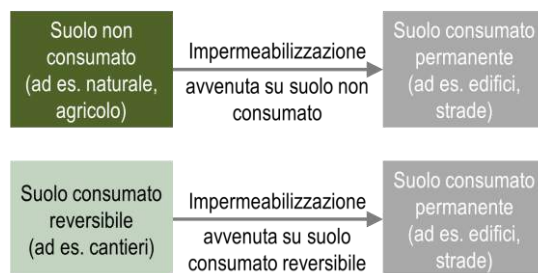 Suolo non
consumato
(ad es. naturale,
agricolo)
Impermeabilizzazione
avvenuta su suolo non
consumato
Suolo consumato
permanente
(ad es. edifici,
strade)
Suolo consumato
reversibile
(ad es. cantieri)
Impermeabilizzazione
avvenuta su suolo
consumato reversibile
Suolo consumato
permanente
(ad es. edifici,
strade)